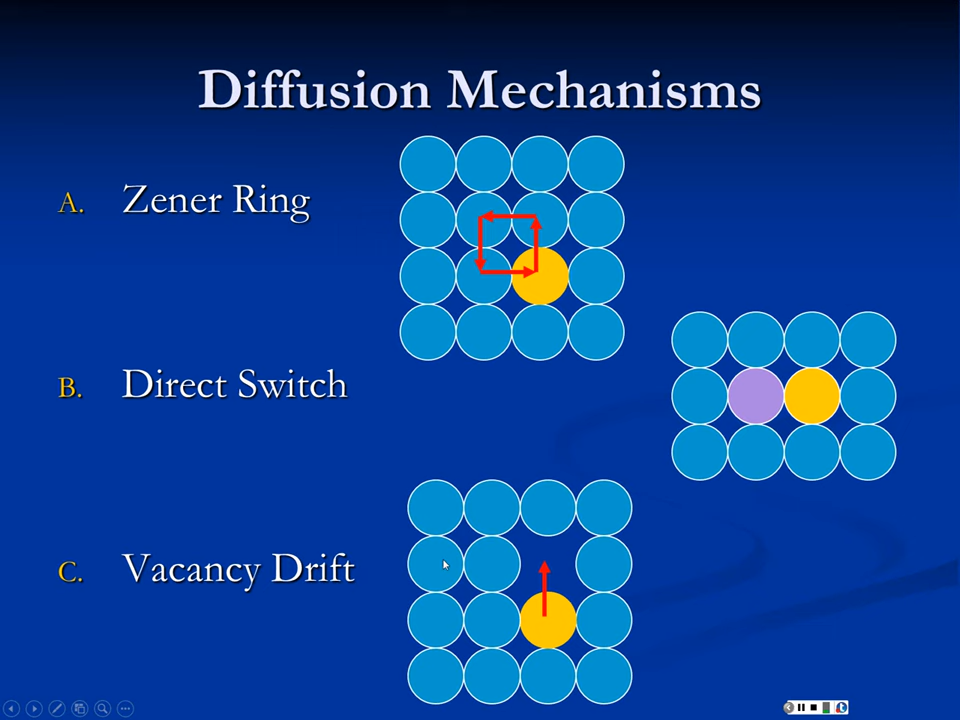 Diffusion Mechanisms
A. Zener Ring
B. Direct Switch
C. Vacancy Drift